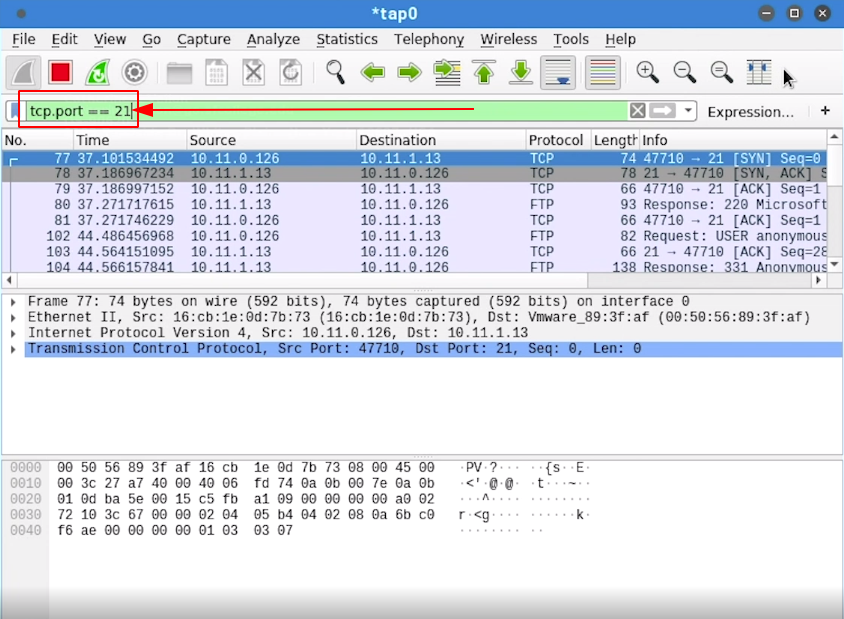 *tap0
File Edit View Go Capture Analyze Statistics Telephony Wireless Tools Help
tcp.port == 21 Expression… +
No. Time Source Destination Protocol Length Info
77 37.101534492 10.11.0.126 10.11.1.13 TCP 74 47710 → 21 [SYN] Seq=0
78 37.186967234 10.11.1.13 10.11.0.126 TCP 78 21 → 47710 [SYN, ACK] S
79 37.186997152 10.11.0.126 10.11.1.13 TCP 66 47710 → 21 [ACK] Seq=1
80 37.271717615 10.11.1.13 10.11.0.126 FTP 93 Response: 220 Microsoft
81 37.271746229 10.11.0.126 10.11.1.13 TCP 66 47710 → 21 [ACK] Seq=1
102 44.486456968 10.11.0.126 10.11.1.13 FTP 82 Request: USER anonymous
103 44.564151095 10.11.1.13 10.11.0.126 TCP 66 21 → 47710 [ACK] Seq=28
104 44.566157841 10.11.1.13 10.11.0.126 FTP 138 Response: 331 Anonymous
Frame 77: 74 bytes on wire (592 bits), 74 bytes captured (592 bits) on interface 0
Ethernet II, Src: 16:cb:1e:0d:7b:73 (16:cb:1e:0d:7b:73), Dst: Vmware_89:3f:af (00:50:56:89:3f:af)
Internet Protocol Version 4, Src: 10.11.0.126, Dst: 10.11.1.13
Transmission Control Protocol, Src Port: 47710, Dst Port: 21, Seq: 0, Len: 0
0000 00 50 56 89 3f af 16 cb 1e 0d 7b 73 08 00 45 00 ·PV·?··· ··{s··E·
0010 00 3c 27 a7 40 00 40 06 fd 74 0a 0b 00 7e 0a 0b ·<'·@·@· ·t···~··
0020 01 0d ba 5e 00 15 c5 fb a1 09 00 00 00 00 a0 02 ···^···· ········
0030 72 10 3c 67 00 00 02 04 05 b4 04 02 08 0a 6b c0 r·<g···· ······k·
0040 f6 ae 00 00 00 00 01 03 03 07 ········ ··